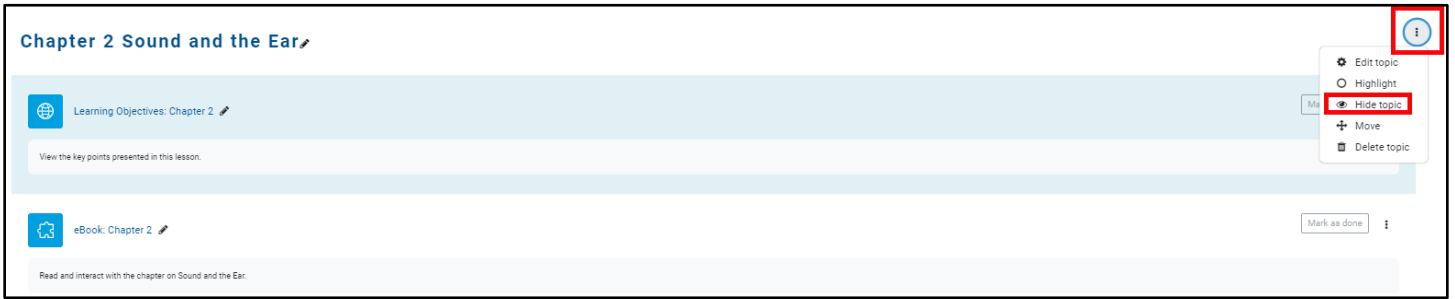 Chapter 2 Sound and the Ear
Edit topic
Highlight
Learning Objectives: Chapter 2
Hide topic
Move
Delete topic
View the key points presented in this lesson.
eBook: Chapter 2
Mark as done
Read and interact with the chapter on Sound and the Ear.